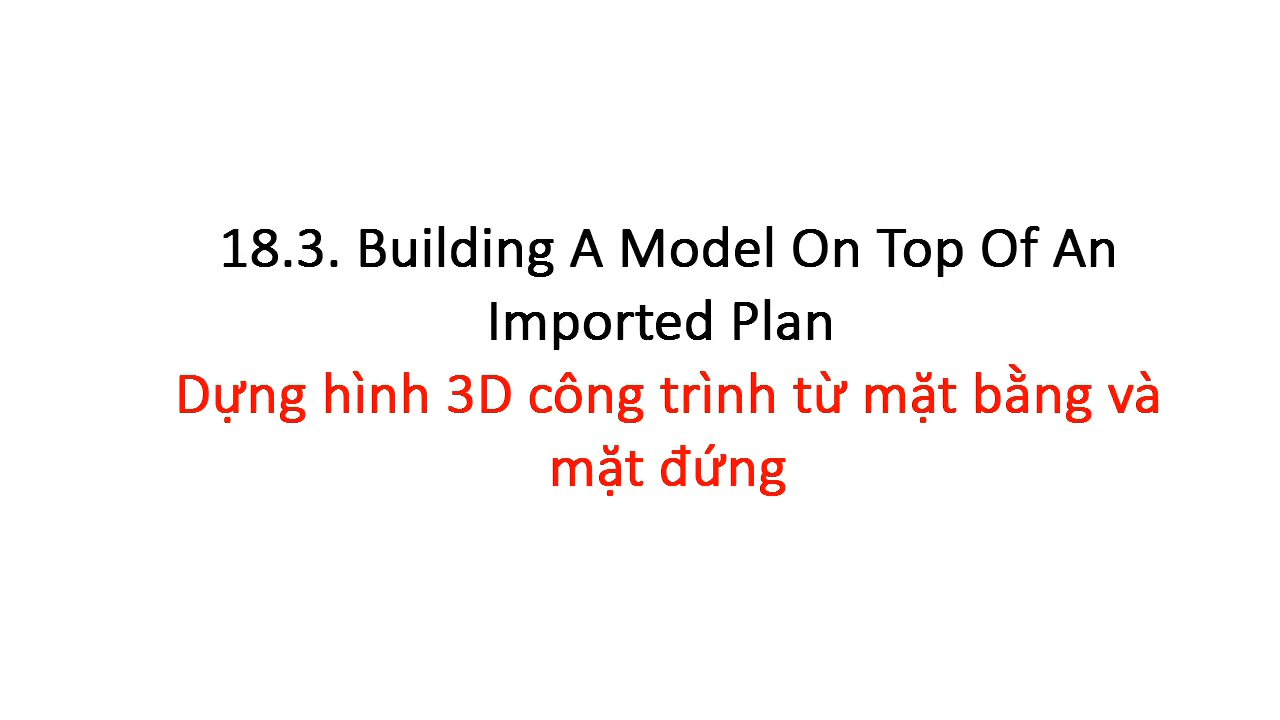 18.3. Building A Model On Top Of An
Imported Plan
Dựng hình 3D công trình từ mặt bằng và
mặt đứng